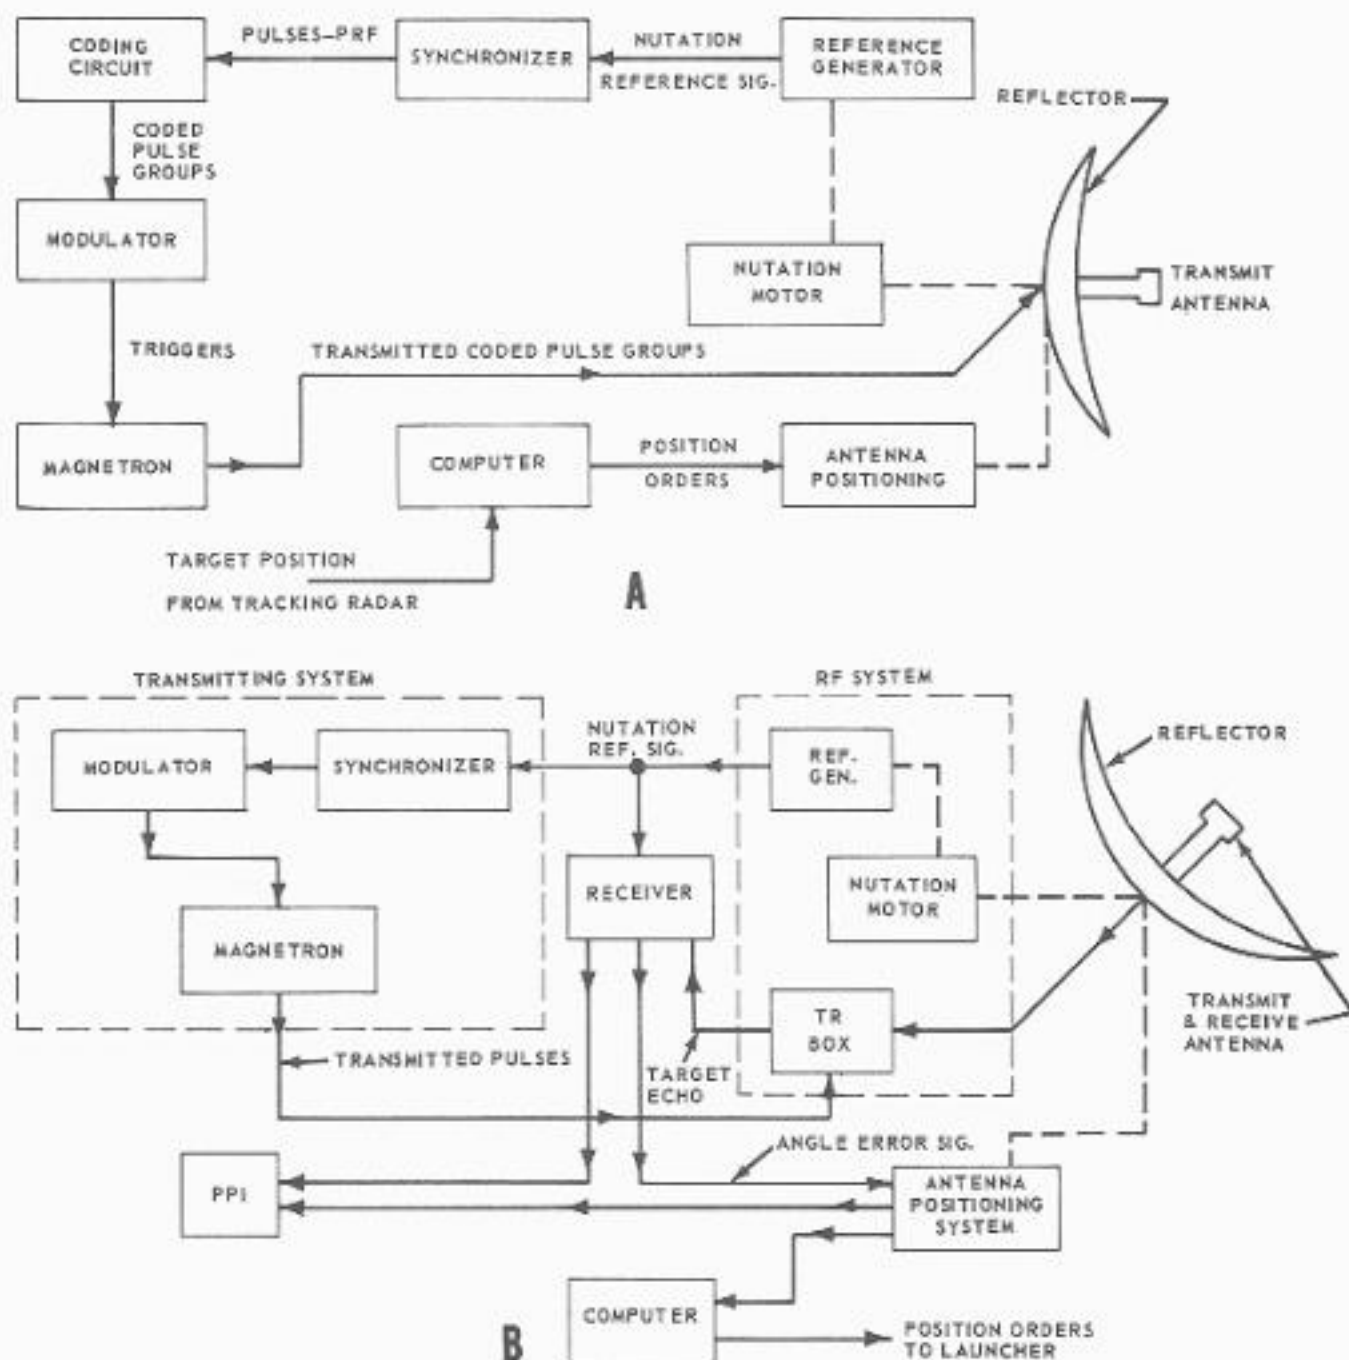 CODING
CIRCUIT
PULSES-PRF
SYNCHRONIZER
NUTATION
REFERENCE SIG.
REFERENCE
GENERATOR
REFLECTOR
CODED
PULSE
GROUPS
MODULATOR
NUTATION
MOTOR
TRANSMIT
ANTENNA
TRIGGERS
TRANSMITTED CODED PULSE GROUPS
MAGNETRON
COMPUTER
POSITION
ORDERS
ANTENNA
POSITIONING
TARGET POSITION
FROM TRACKING RADAR
A
TRANSMITTING SYSTEM
RF SYSTEM
MODULATOR
SYNCHRONIZER
NUTATION
REF. SIG.
REF.
GEN.
REFLECTOR
RECEIVER
NUTATION
MOTOR
MAGNETRON
TR
BOX
TRANSMIT
& RECEIVE
ANTENNA
TRANSMITTED PULSES
TARGET
ECHO
ANGLE ERROR SIG.
PPI
ANTENNA
POSITIONING
SYSTEM
COMPUTER
POSITION ORDERS
TO LAUNCHER
B